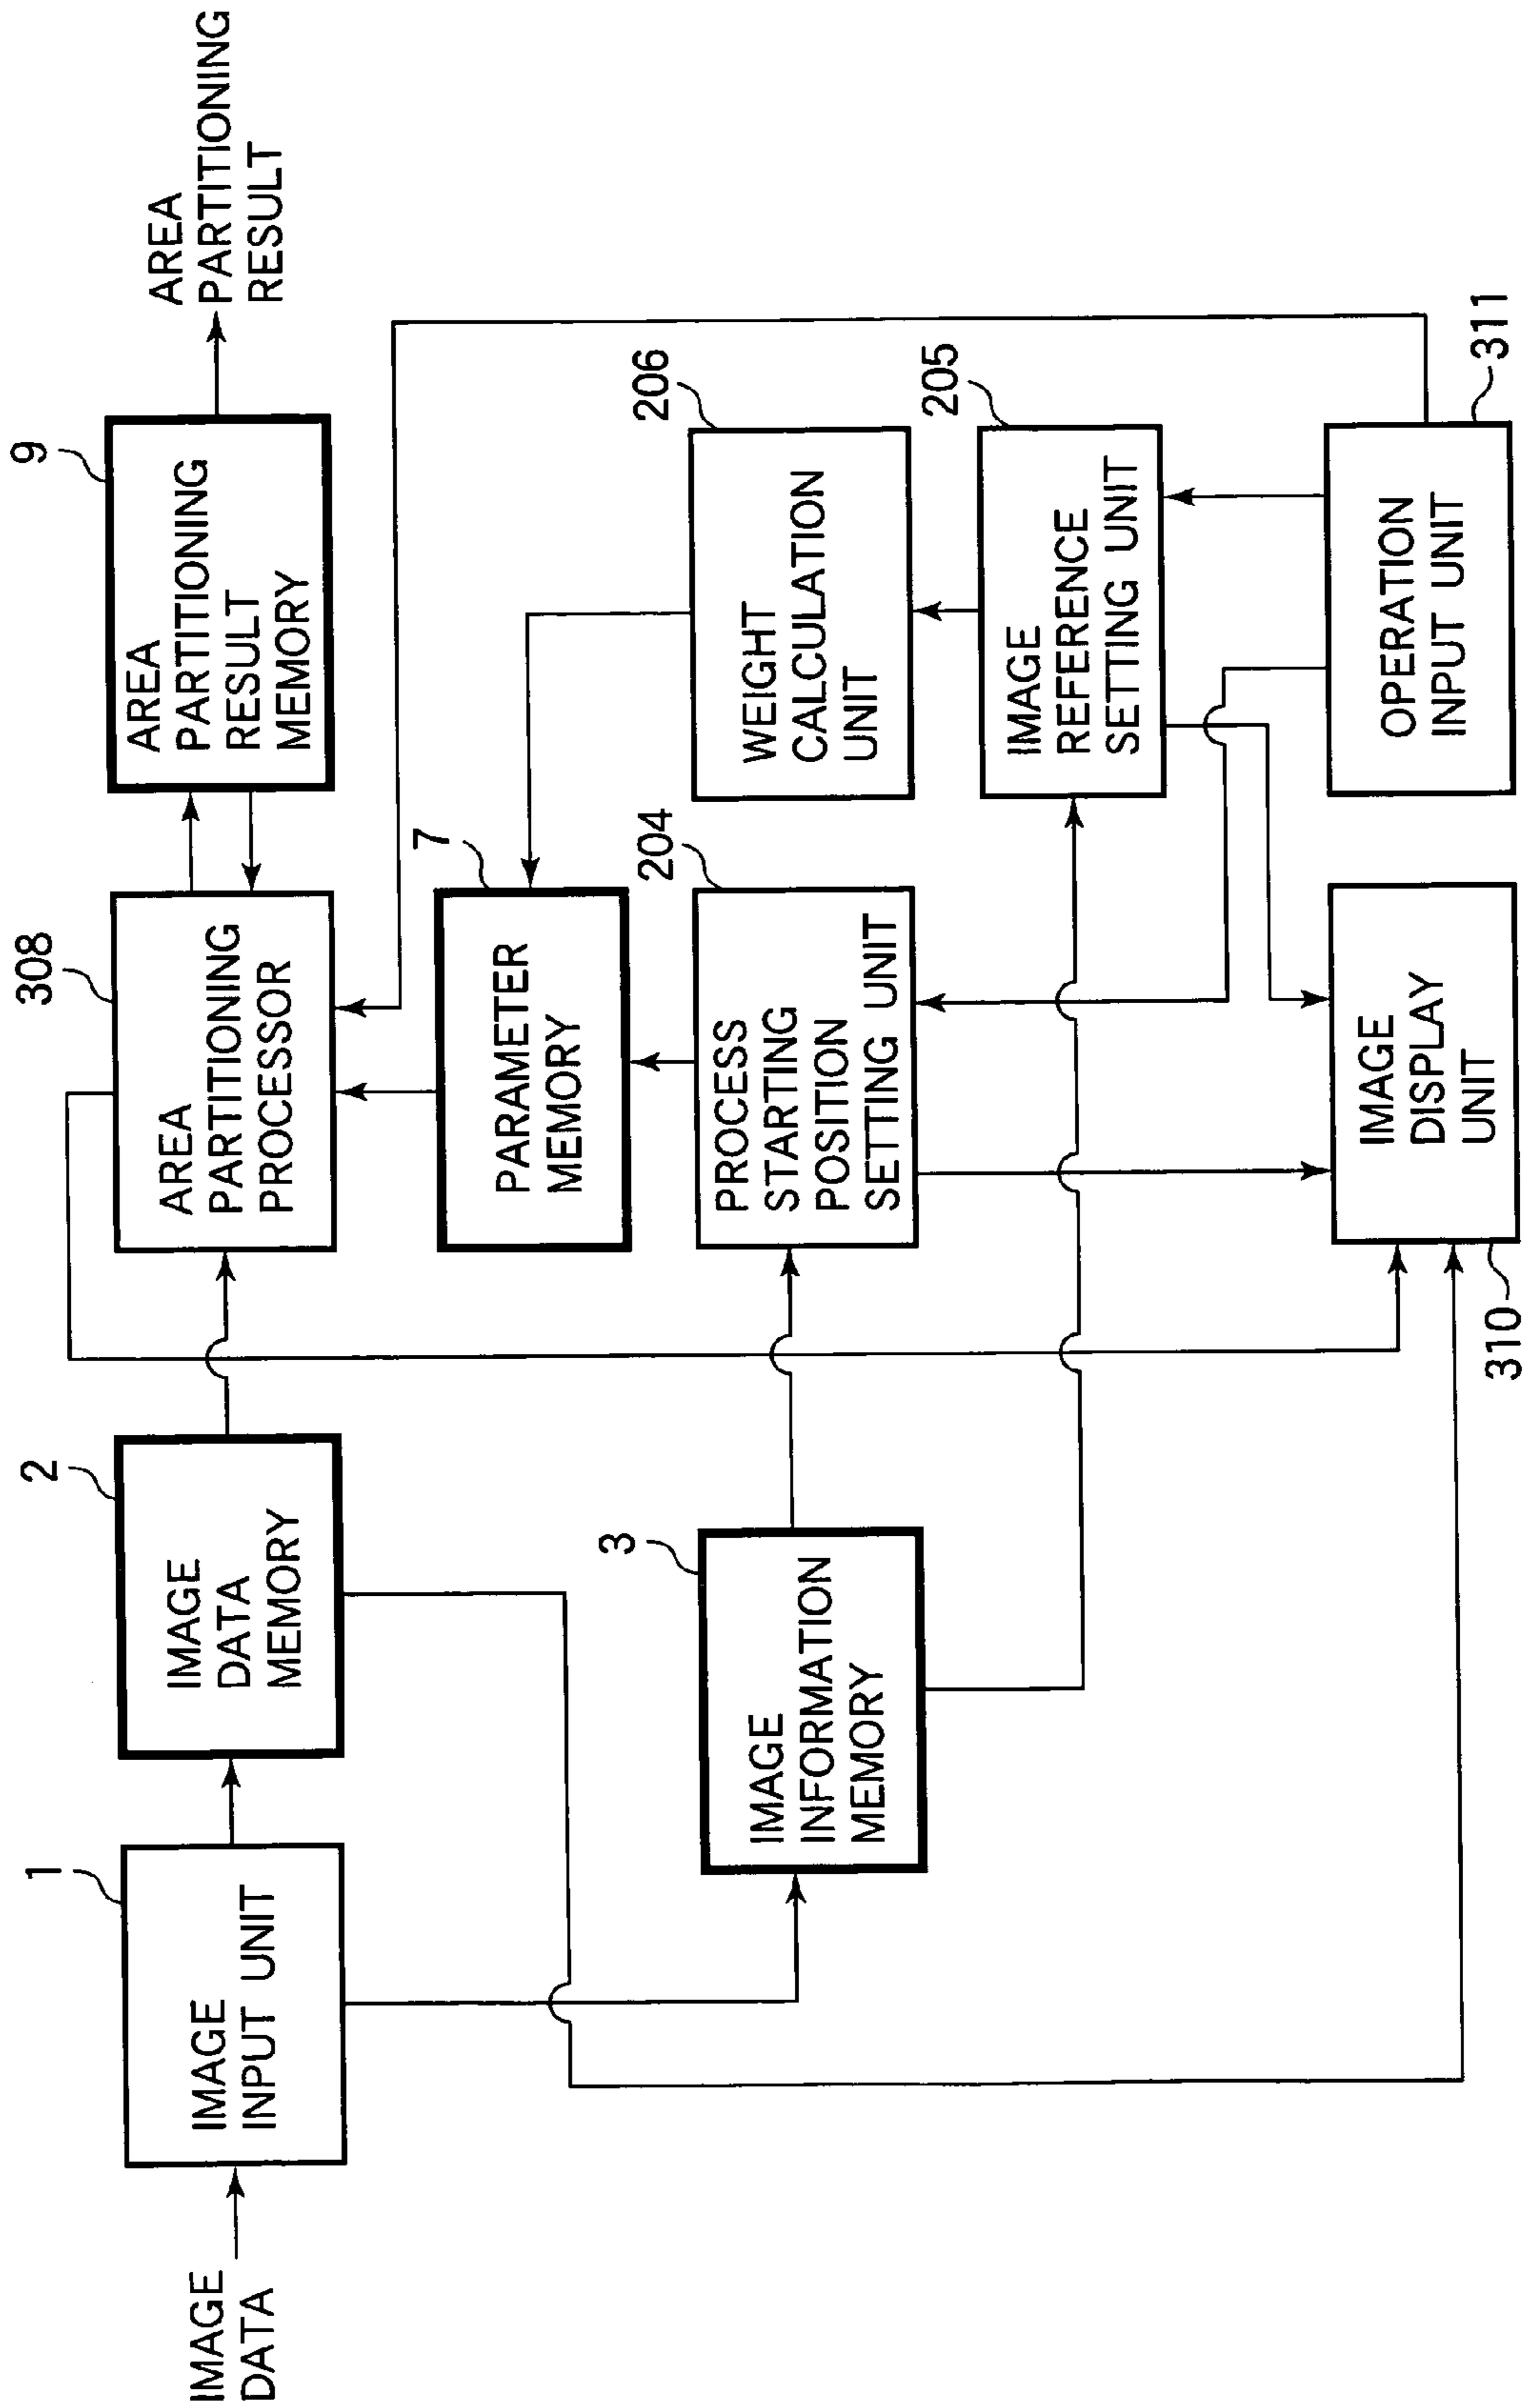 IMAGE
DATA
1
IMAGE
INPUT UNIT
2
IMAGE
DATA
MEMORY
308
AREA
PARTITIONING
PROCESSOR
9
AREA
PARTITIONING
RESULT
MEMORY
AREA
PARTITIONING
RESULT
7
PARAMETER
MEMORY
3
IMAGE
INFORMATION
MEMORY
204
PROCESS
STARTING
POSITION
SETTING UNIT
206
WEIGHT
CALCULATION
UNIT
205
IMAGE
REFERENCE
SETTING UNIT
310
IMAGE
DISPLAY
UNIT
311
OPERATION
INPUT UNIT